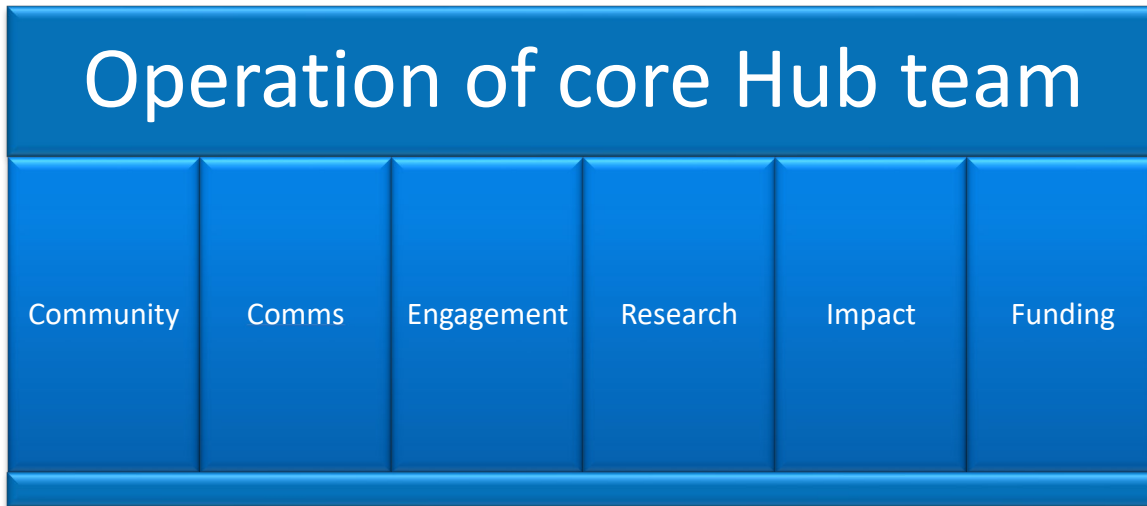 Operation of core Hub team
Community
Comms
Engagement
Research
Impact
Funding